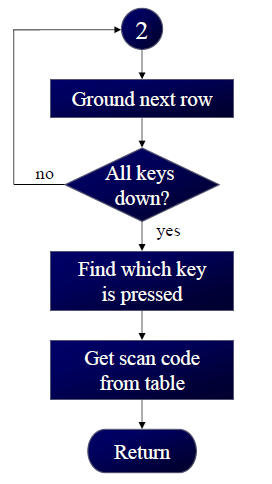 2
Ground next row
All keys
down?
no
yes
Find which key
is pressed
Get scan code
from table
Return